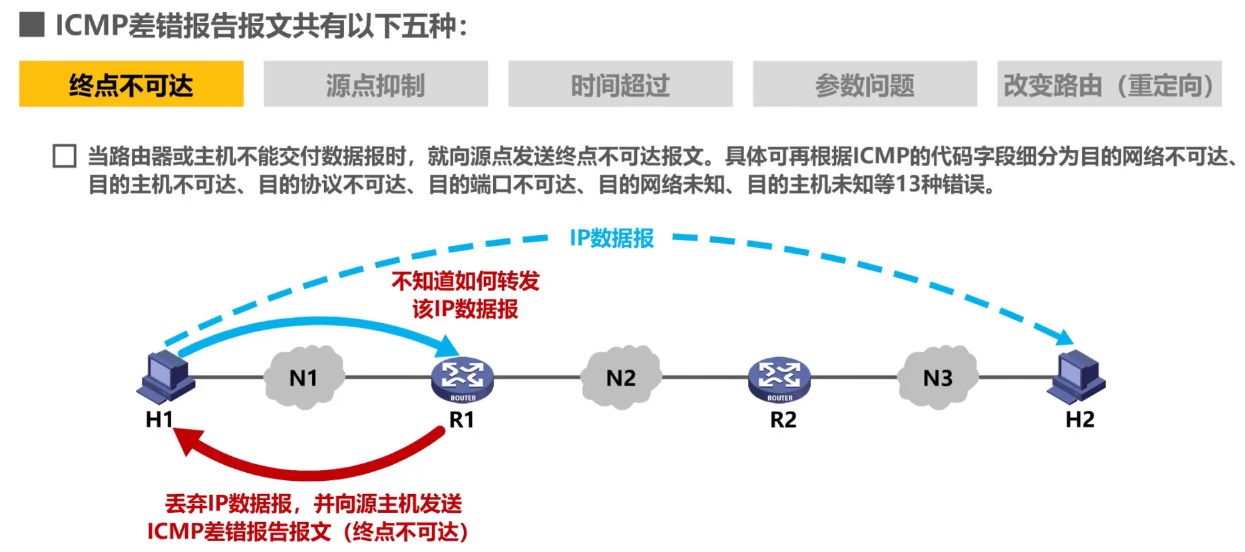 ICMP差错报告报文共有以下五种：
终点不可达
源点抑制
时间超过
参数问题
改变路由（重定向）
当路由器或主机不能交付数据报时，就向源点发送终点不可达报文。具体可再根据ICMP的代码字段细分为目的网络不可达、
目的主机不可达、目的协议不可达、目的端口不可达、目的网络未知、目的主机未知等13种错误。
IP数据报
不知道如何转发
该IP数据报
N1
N2
N3
ROUTER
ROUTER
H1
R1
R2
H2
丢弃IP数据报，并向源主机发送
ICMP差错报告报文（终点不可达）